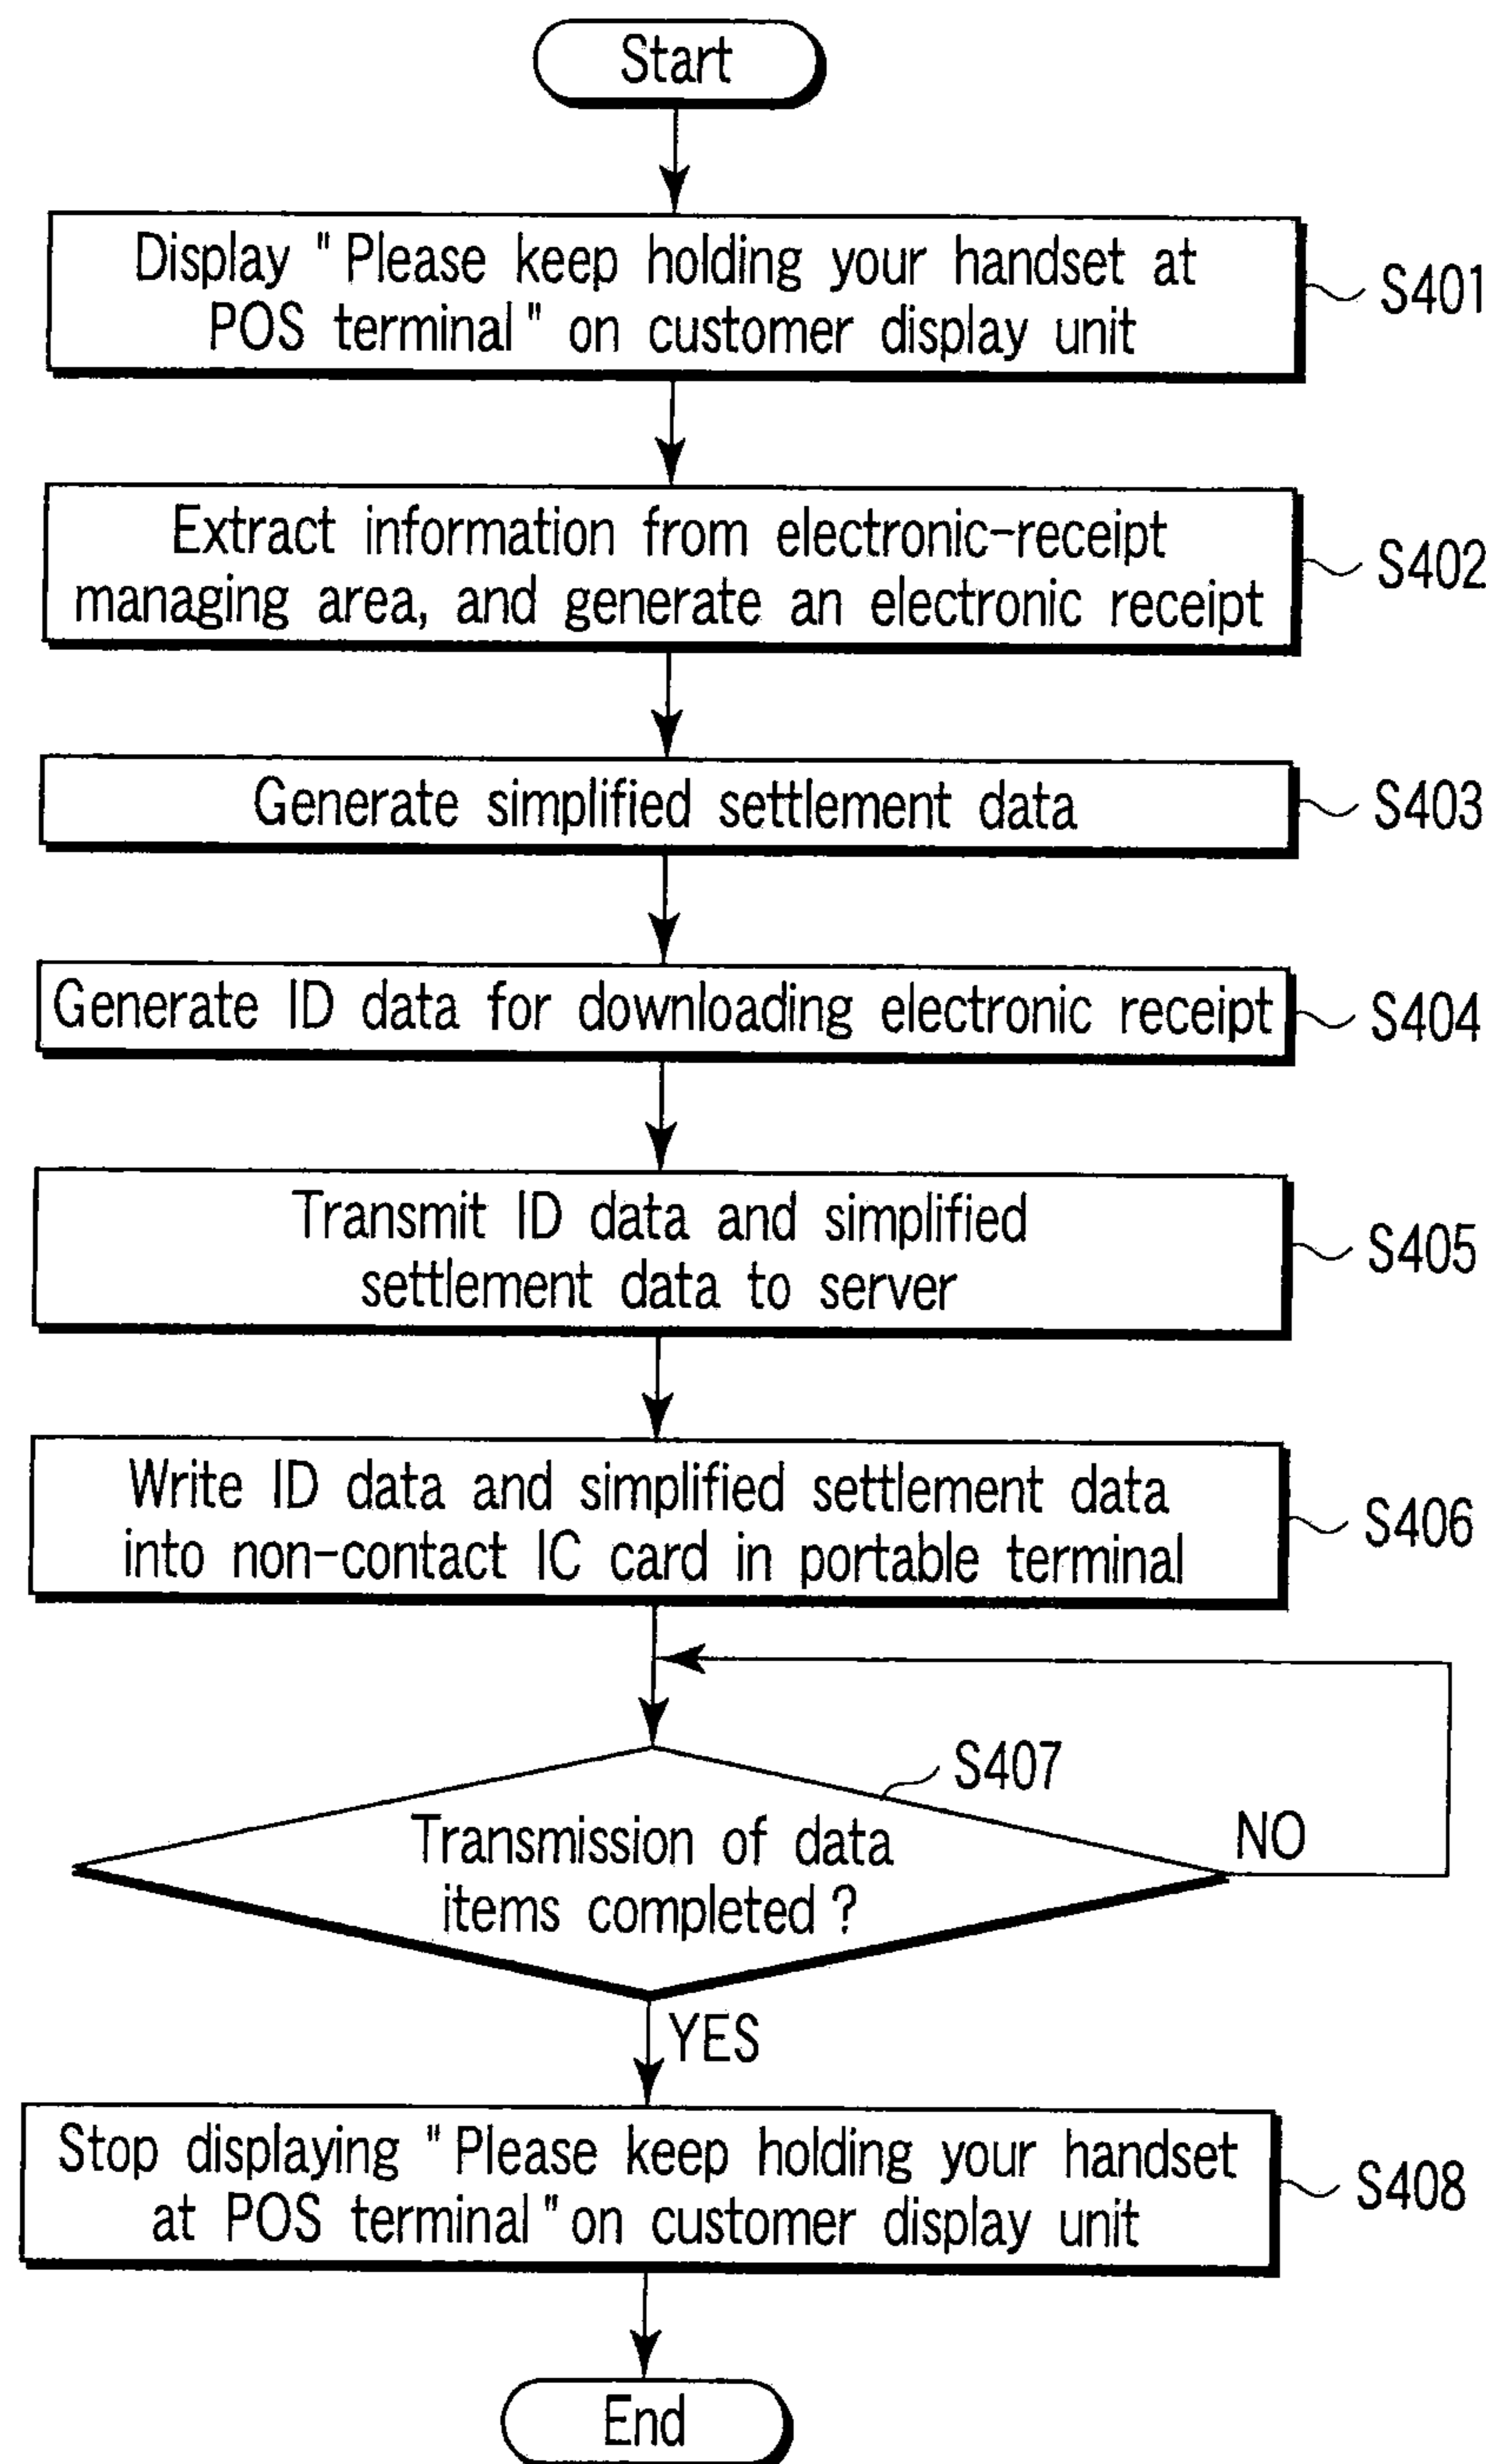 Start
Display "Please keep holding your handset at
POS terminal" on customer display unit
S401
Extract information from electronic-receipt
managing area, and generate an electronic receipt
S402
Generate simplified settlement data
S403
Generate ID data for downloading electronic receipt
S404
Transmit ID data and simplified
settlement data to server
S405
Write ID data and simplified settlement data
into non-contact IC card in portable terminal
S406
S407
Transmission of data
items completed ?
NO
YES
Stop displaying "Please keep holding your handset
at POS terminal" on customer display unit
S408
End